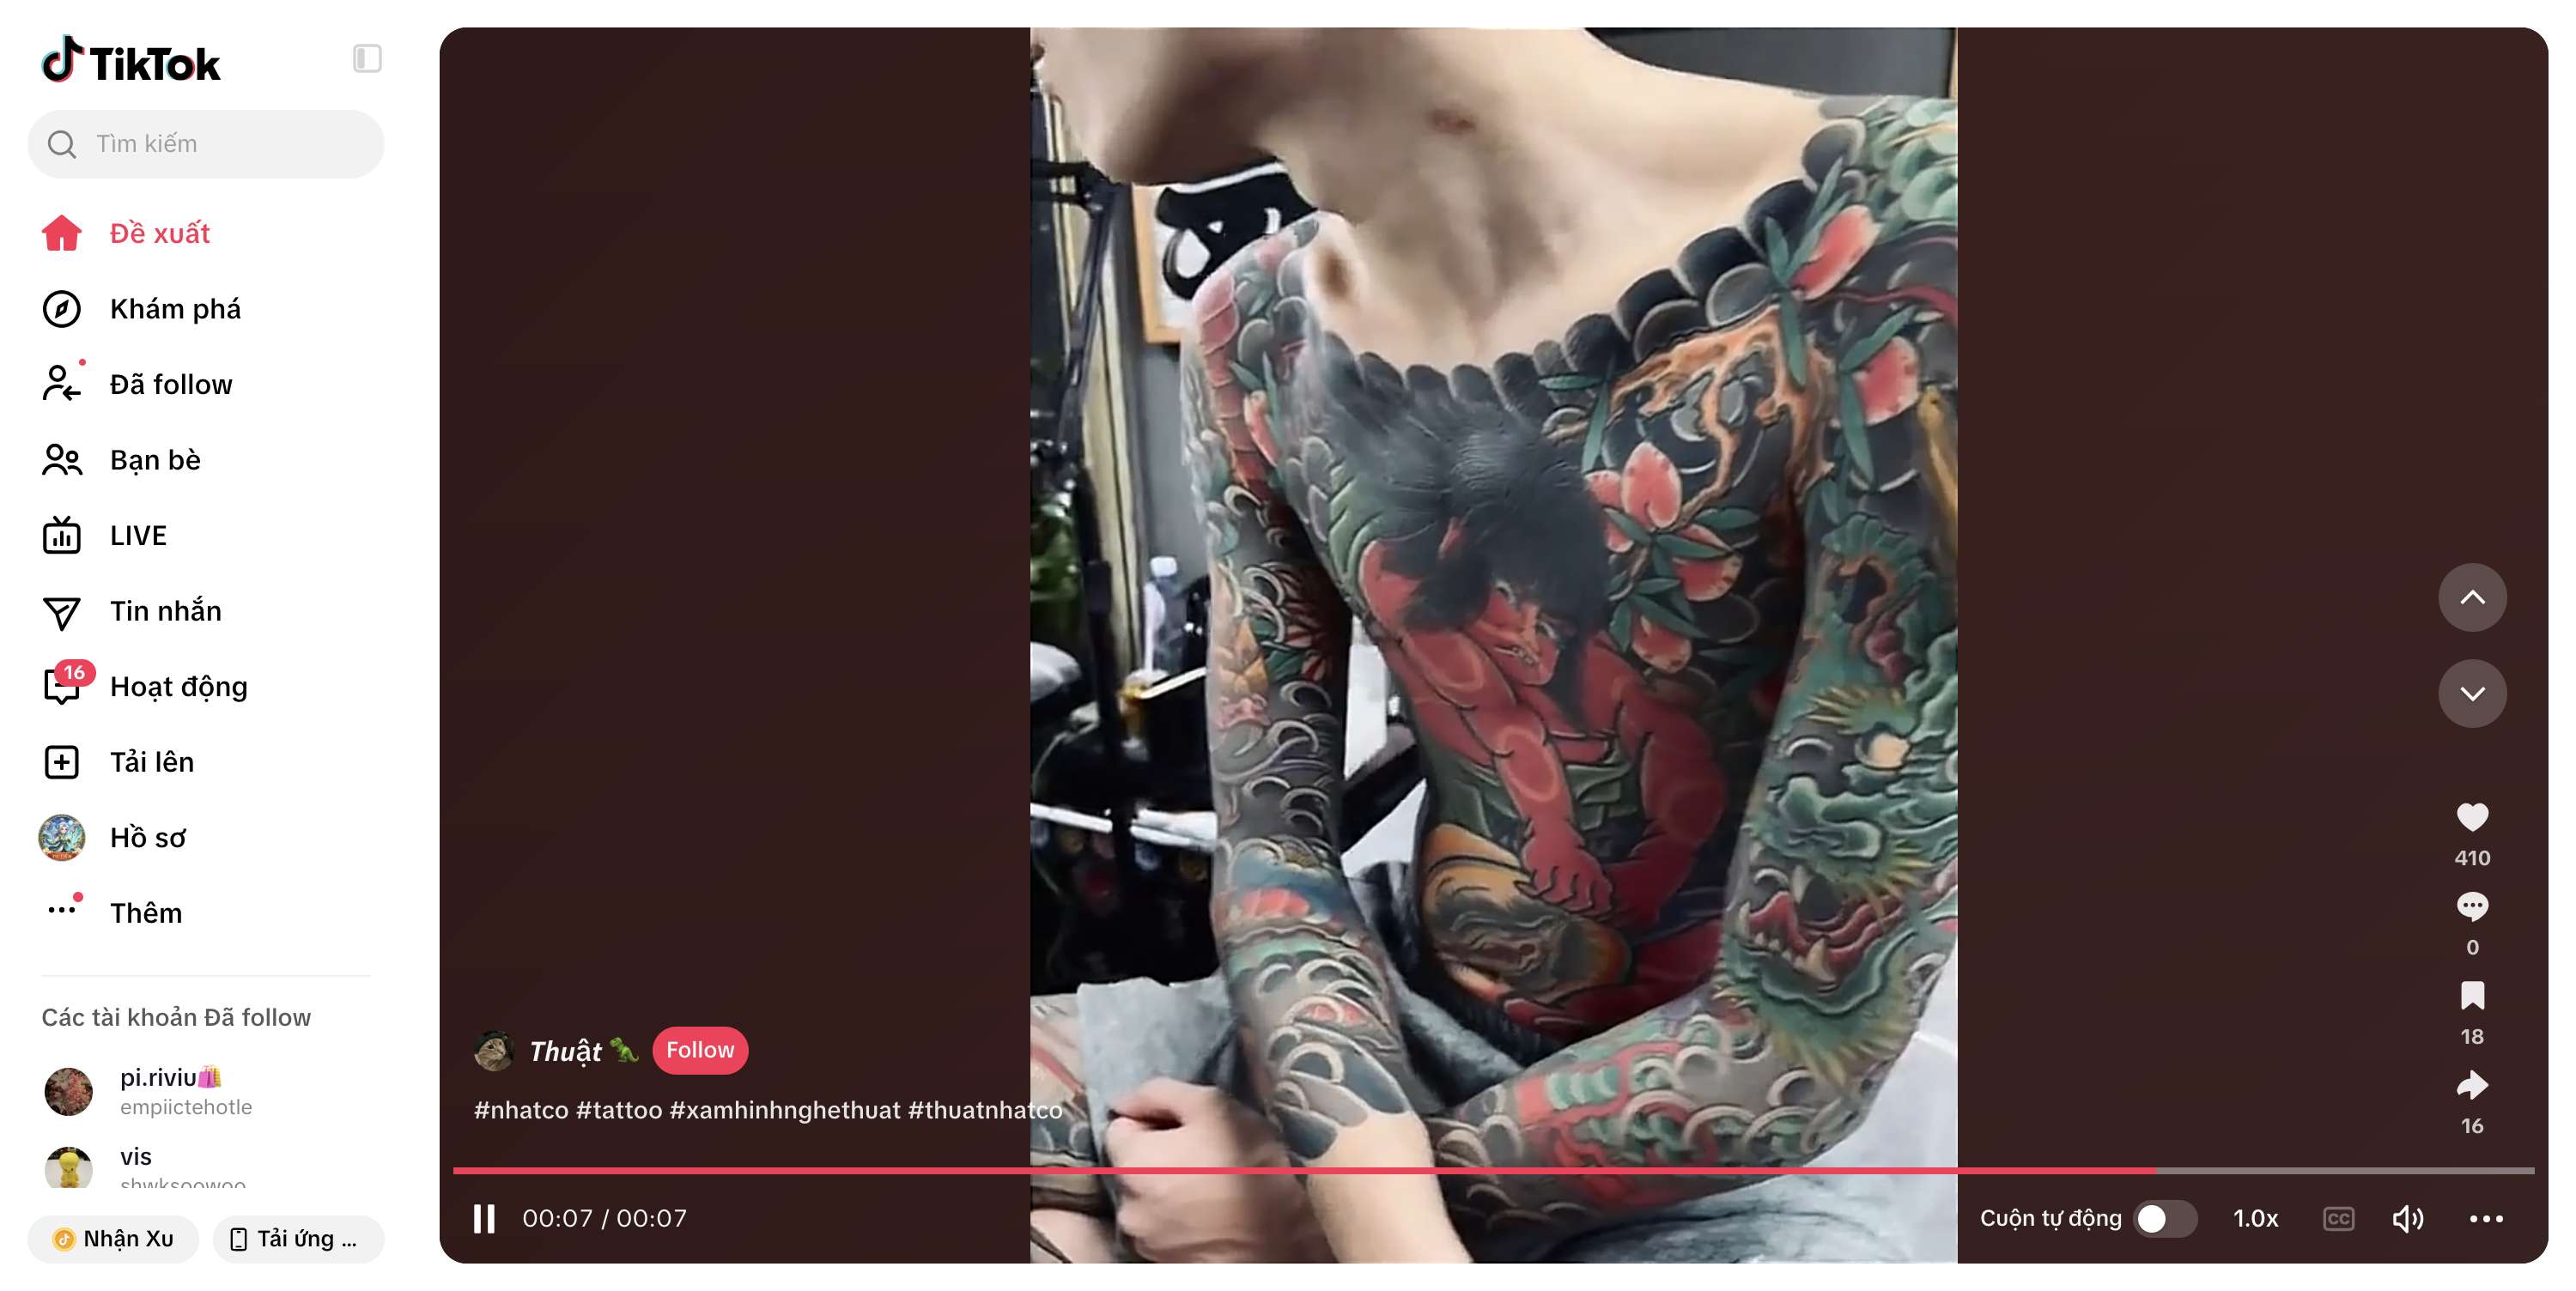 TikTok
Tìm kiếm
Đề xuất
Khám phá
Đã follow
Bạn bè
LIVE
Tin nhắn
16
Hoạt động
Tải lên
Hồ sơ
Thêm
Các tài khoản Đã follow
pi.riviu🛍️
empiictehotle
vis
shwksoowoo
Nhận Xu
Tải ứng ...
Thuật 🦖 Follow
#nhatco #tattoo #xamhinhnghethuat #thuatnhatco
00:07 / 00:07
410
0
18
16
Cuộn tự động
1.0x
CC